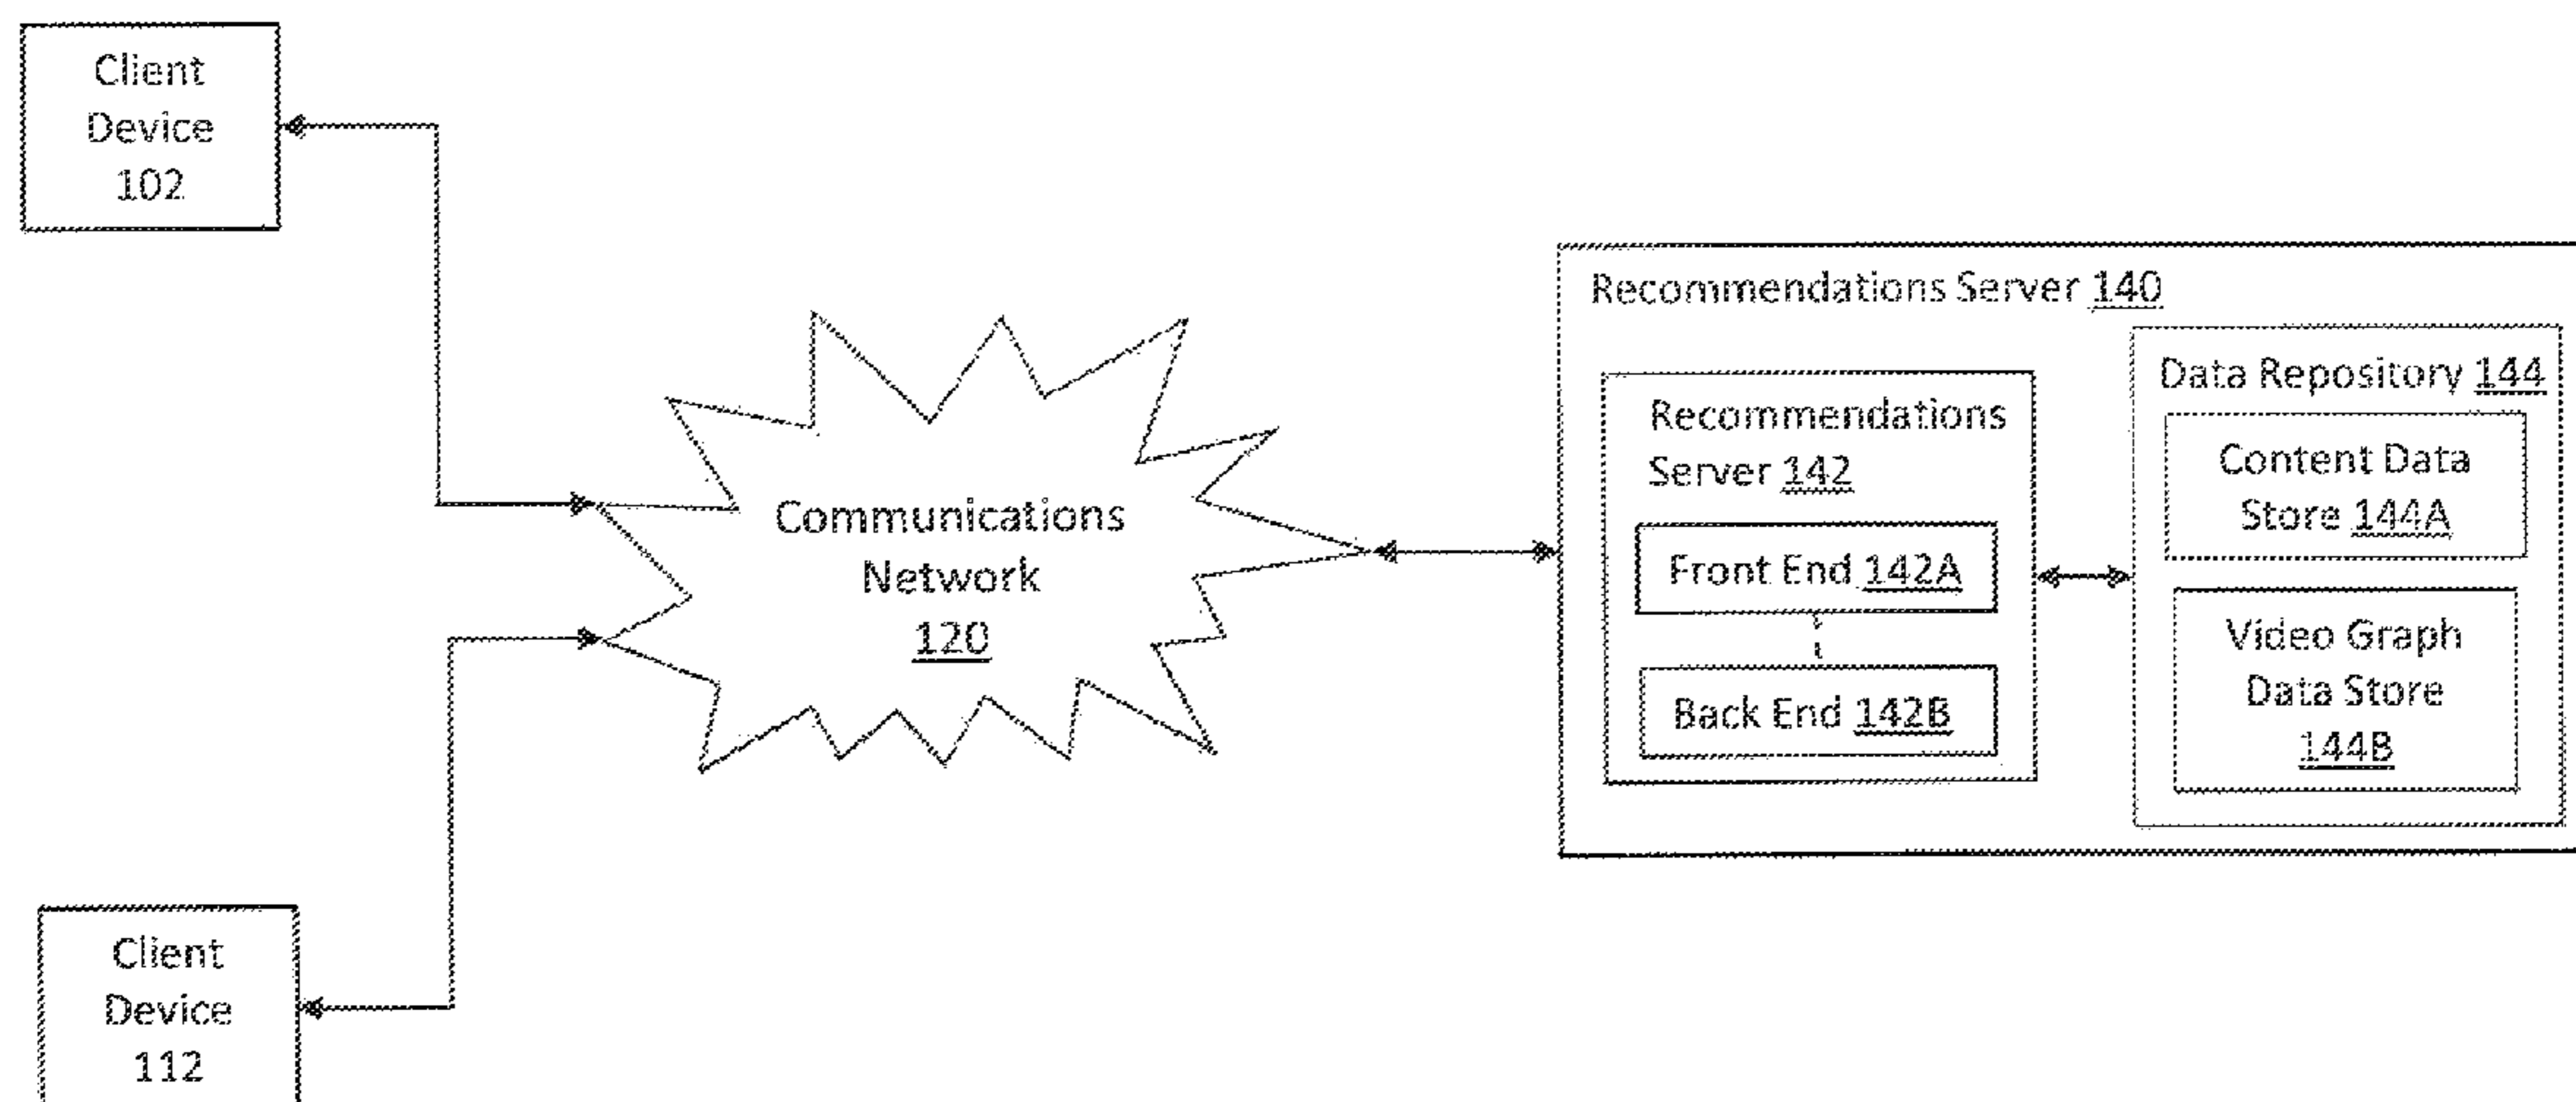 Client
Device
102
Communications
Network
120
Client
Device
112
Recommendations Server 140
Recommendations
Server 142
Front End 142A
Back End 142B
Data Repository 144
Content Data
Store 144A
Video Graph
Data Store
144B